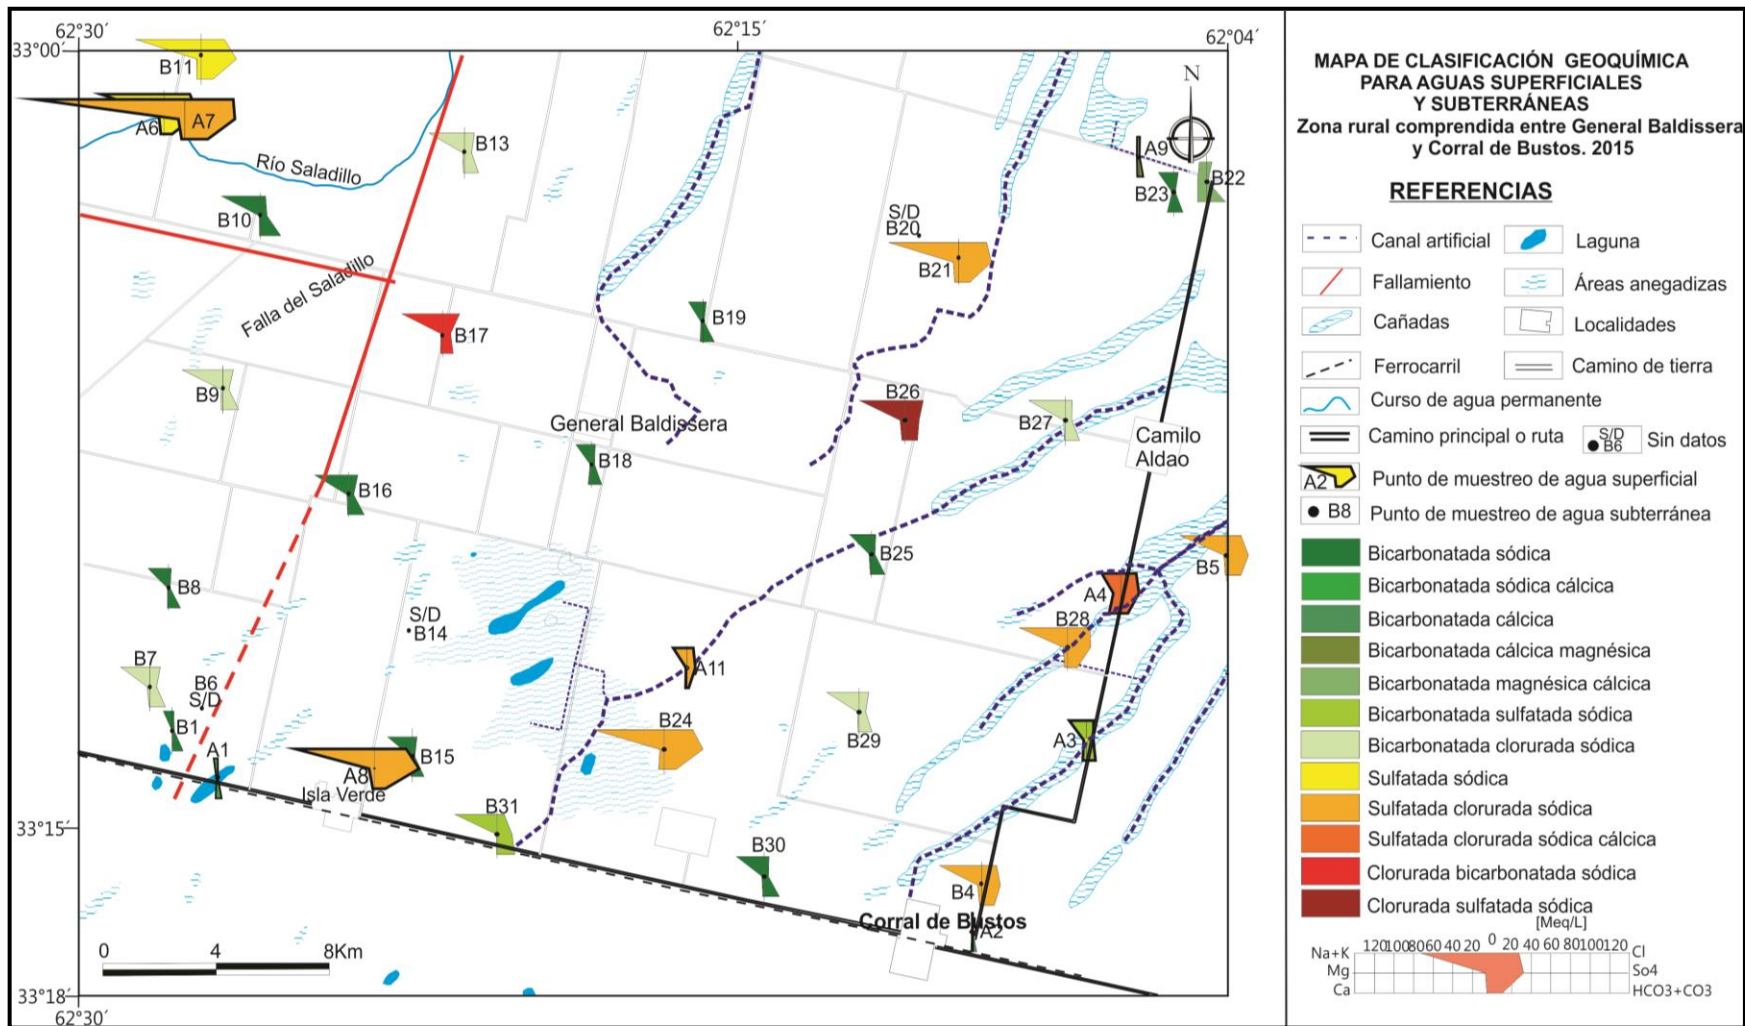 62°30´
62°15´
62°04´
33°00´
B11
A6
A7
Río Saladillo
B13
B10
Falla del Saladillo
B17
B9
B19
General Baldissera
B18
B16
S/D
B20
B21
N
A9
B23
B22
B26
B27
Camilo
Aldao
B25
B5
A4
B28
B8
S/D
B14
B7
B6
S/D
B1
A1
A11
B24
B29
A3
A8
B15
Isla Verde
B31
33°15´
B30
B4
Corral de Bustos
A2
0 4 8Km
33°18´
62°30´
MAPA DE CLASIFICACIÓN GEOQUÍMICA
PARA AGUAS SUPERFICIALES
Y SUBTERRÁNEAS
Zona rural comprendida entre General Baldissera
y Corral de Bustos. 2015
REFERENCIAS
Canal artificial
Laguna
Fallamiento
Áreas anegadizas
Cañadas
Localidades
Ferrocarril
Camino de tierra
Curso de agua permanente
Camino principal o ruta
S/D
B6
Sin datos
A2
Punto de muestreo de agua superficial
B8
Punto de muestreo de agua subterránea
Bicarbonatada sódica
Bicarbonatada sódica cálcica
Bicarbonatada cálcica
Bicarbonatada cálcica magnésica
Bicarbonatada magnésica cálcica
Bicarbonatada sulfatada sódica
Bicarbonatada clorurada sódica
Sulfatada sódica
Sulfatada clorurada sódica
Sulfatada clorurada sódica cálcica
Clorurada bicarbonatada sódica
Clorurada sulfatada sódica
[Meq/L]
120 100 80 60 40 20 0 20 40 60 80 100 120
Na+K Cl
Mg So4
Ca HCO3+CO3